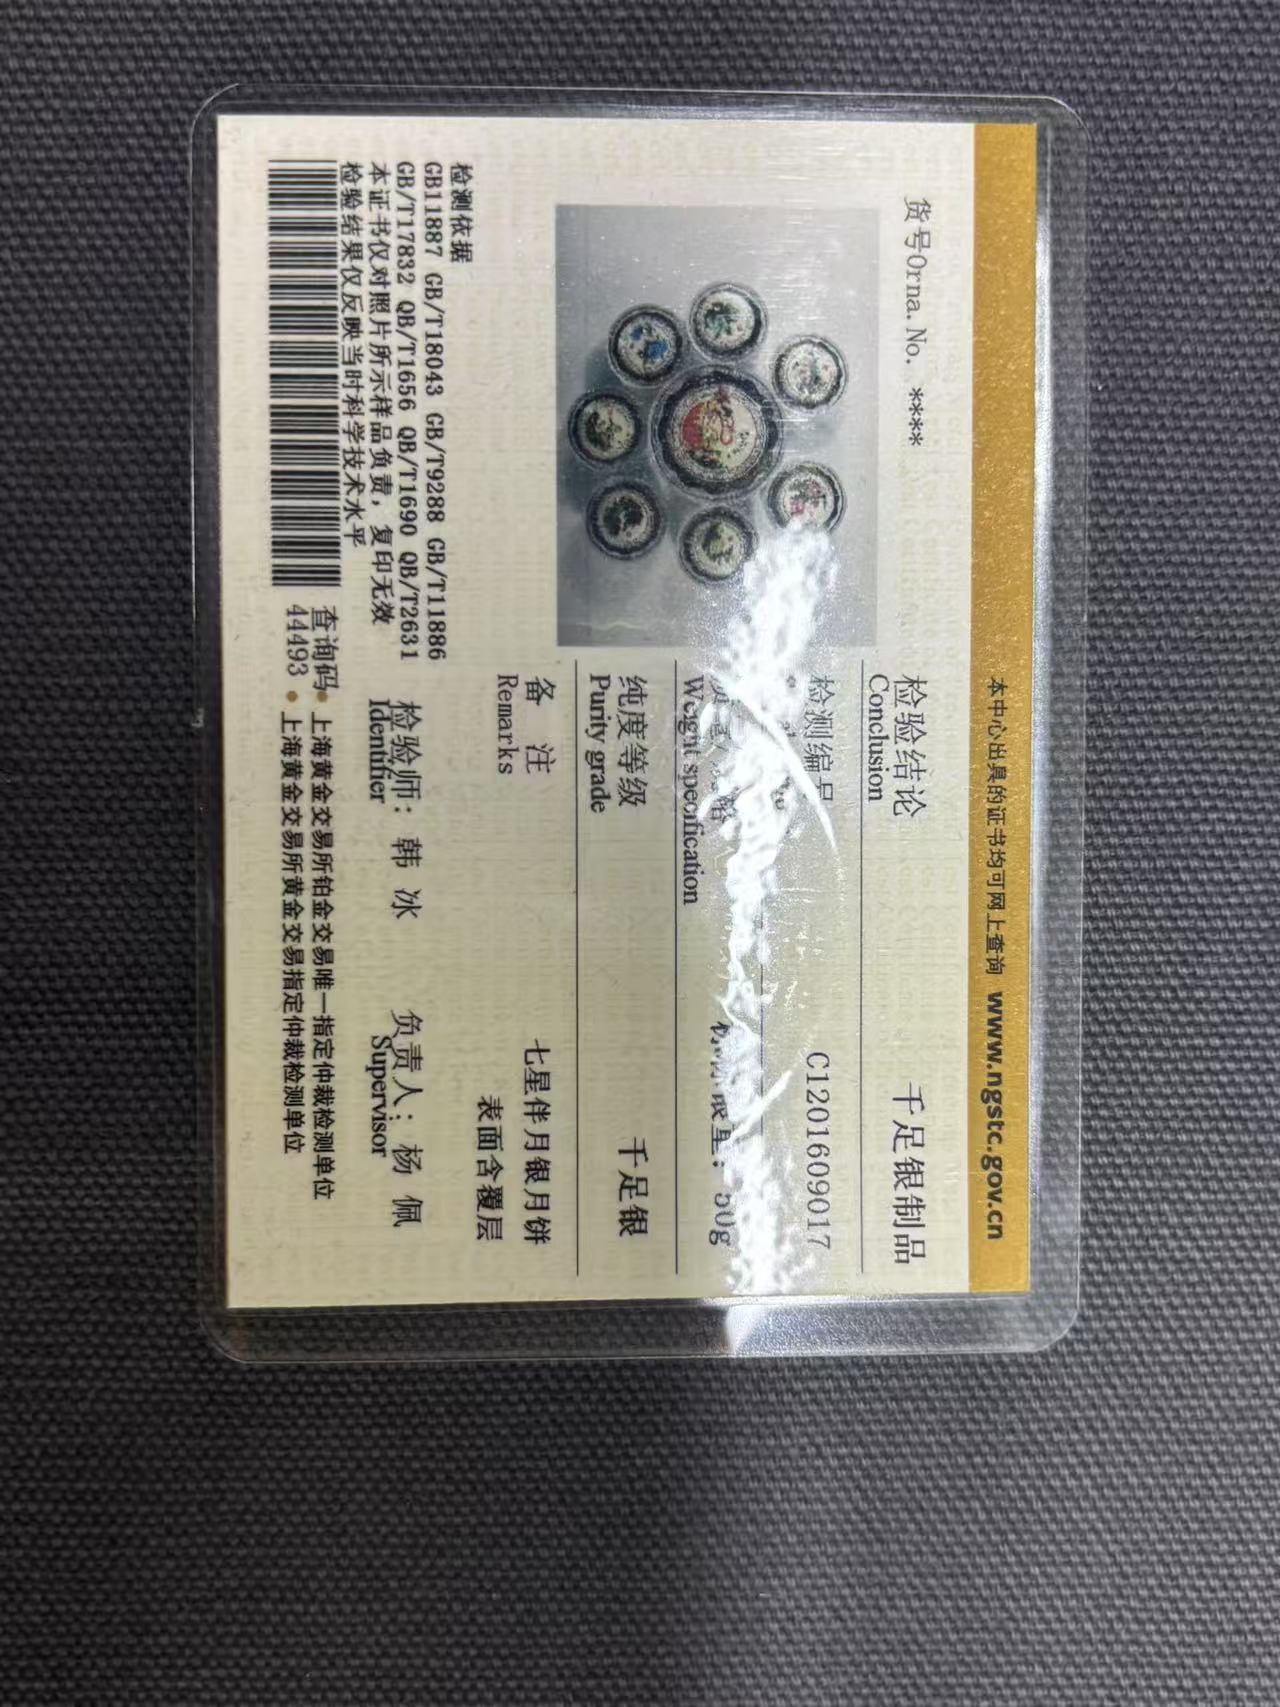 本中心出具的证书均可网上查询 www.ngstc.gov.cn
货号Orna.No. ****
检验结论 千足银制品
Conclusion
检测编号 C1201609017
质量规格 标称银重：50g
Weight specification
纯度等级 千足银
Purity grade
备 注 七星伴月银月饼
Remarks 表面含覆层
检测依据
GB11887 GB/T18043 GB/T9288 GB/T11886
GB/T17832 QB/T1656 QB/T1690 QB/T2631
本证书仅对照片所示样品负责，复印无效
检验结果仅反映当时科学技术水平
检验师：韩 冰 负责人：杨 佩
Identifier Supervisor
查询码
44493
上海黄金交易所铂金交易唯一指定仲裁检测单位
上海黄金交易所黄金交易指定仲裁检测单位